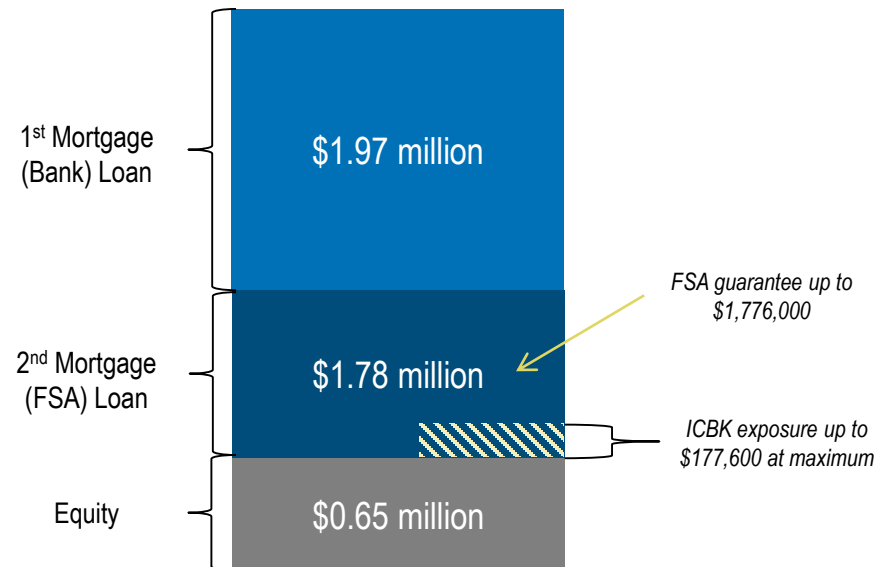 1st Mortgage
(Bank) Loan
$1.97 million
FSA guarantee up to
$1,776,000
2nd Mortgage
(FSA) Loan
$1.78 million
ICBK exposure up to
$177,600 at maximum
Equity
$0.65 million